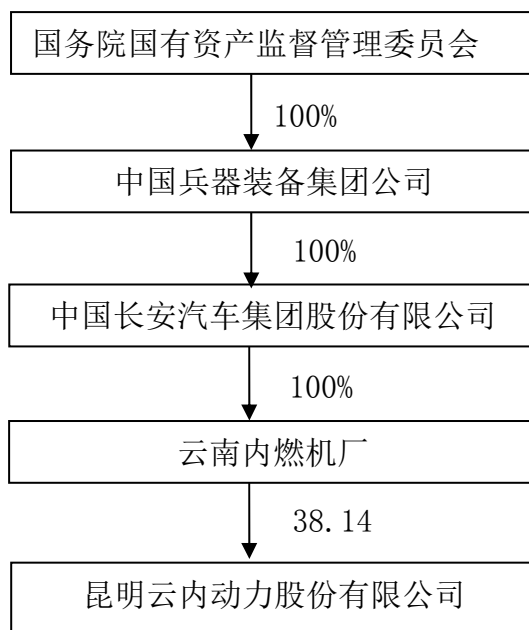 国务院国有资产监督管理委员会
100%
中国兵器装备集团公司
100%
中国长安汽车集团股份有限公司
100%
云南内燃机厂
38.14
昆明云内动力股份有限公司